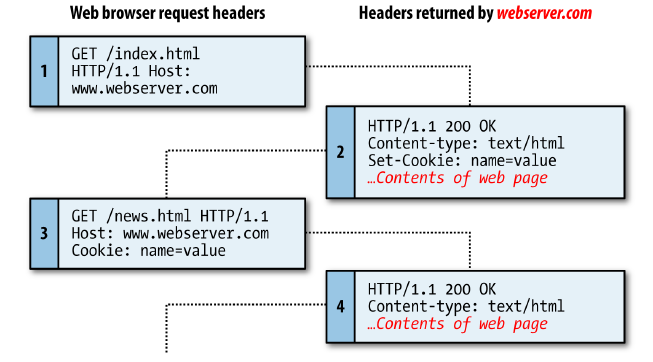 Web browser request headers
Headers returned by webserver.com
1
GET /index.html
HTTP/1.1 Host:
www.webserver.com
2
HTTP/1.1 200 OK
Content-type: text/html
Set-Cookie: name=value
…Contents of web page
3
GET /news.html HTTP/1.1
Host: www.webserver.com
Cookie: name=value
4
HTTP/1.1 200 OK
Content-type: text/html
…Contents of web page